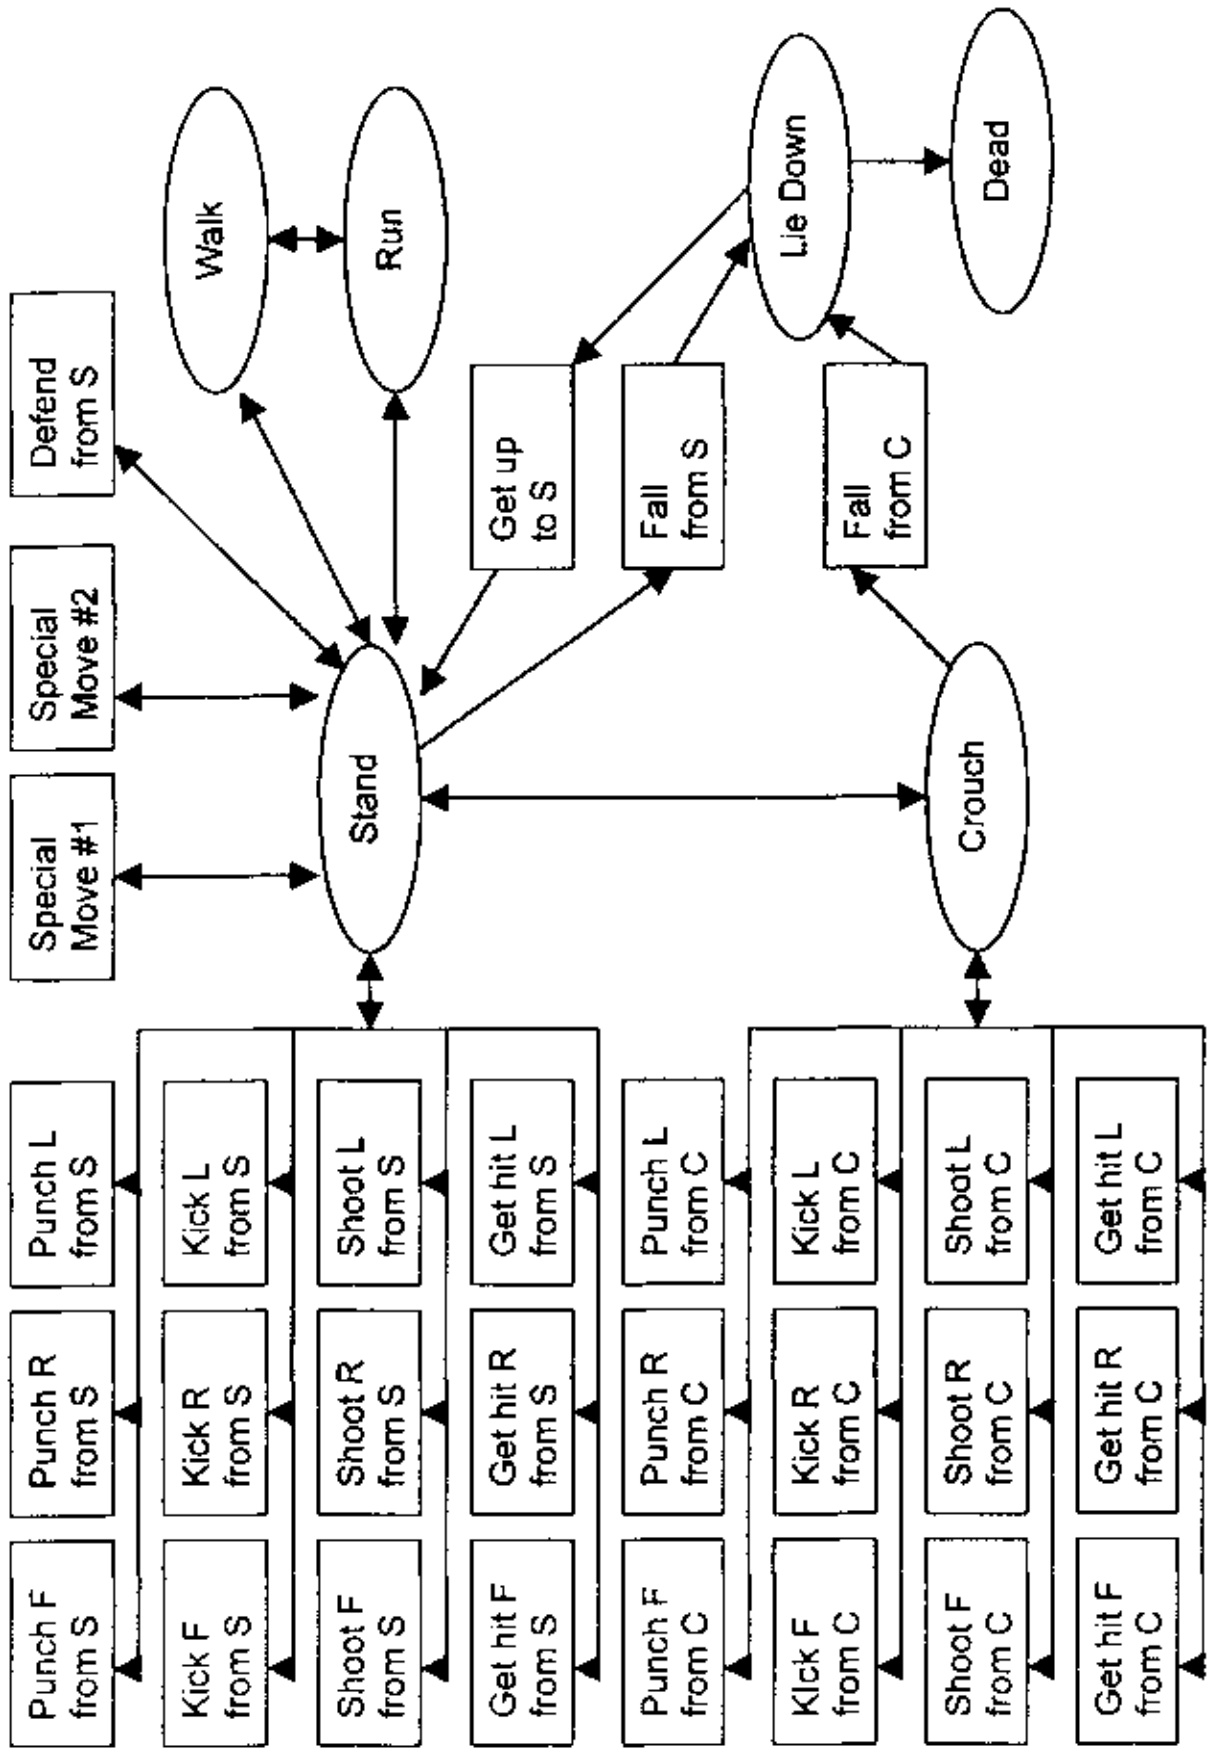 Punch F
from S
Punch R
from S
Punch L
from S
Special
Move #1
Special
Move #2
Defend
from S
Kick F
from S
Kick R
from S
Kick L
from S
Walk
Shoot F
from S
Shoot R
from S
Shoot L
from S
Stand
Run
Get hit F
from S
Get hit R
from S
Get hit L
from S
Get up
to S
Punch F
from C
Punch R
from C
Punch L
from C
Fall
from S
Kick F
from C
Kick R
from C
Kick L
from C
Lie Down
Fall
from C
Shoot F
from C
Shoot R
from C
Shoot L
from C
Crouch
Dead
Get hit F
from C
Get hit R
from C
Get hit L
from C